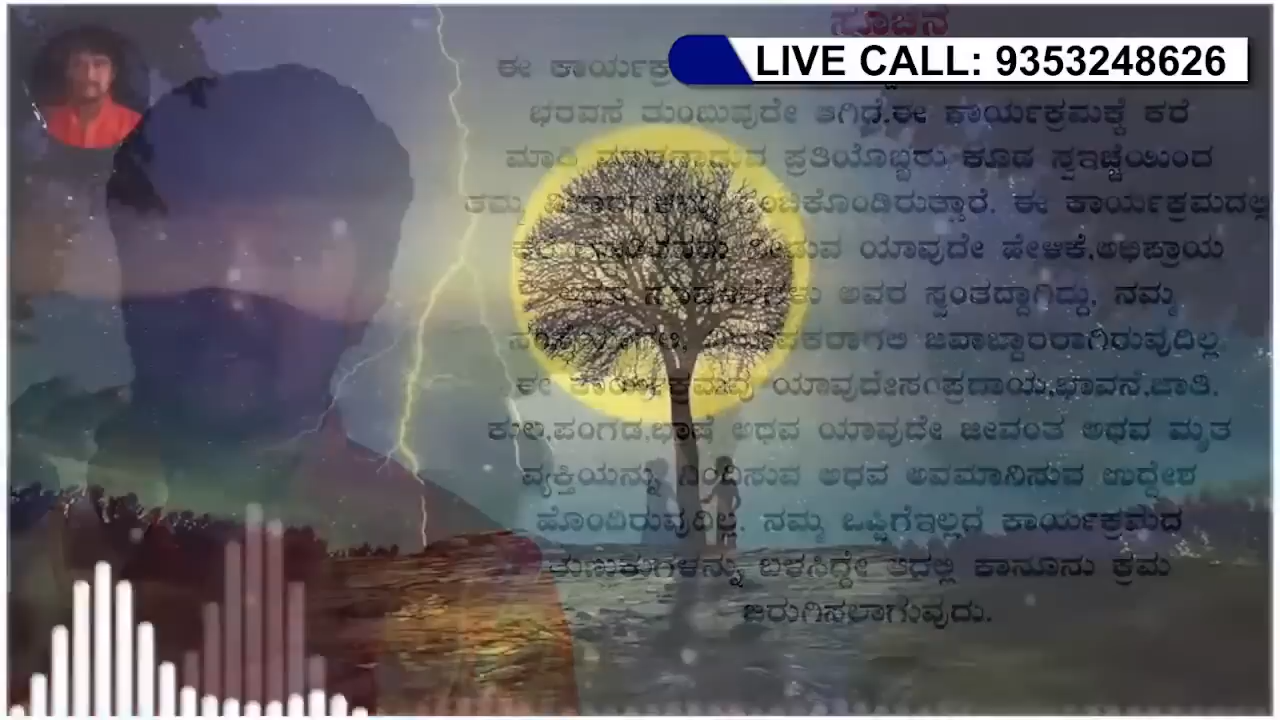 ಸೂಚನೆ
LIVE CALL: 9353248626
ಈ
ಭರವಸೆ ತುಂಬುವುದೇ ಆಗಿದೆ.ಈ ಕಾರ್ಯಕ್ರಮಕ್ಕೆ ಕರೆ
ಮಾಡಿ ಪ್ರತಿಯೊಬ್ಬರು ಕೂಡ ಸ್ವಇಚ್ಛೆಯಿಂದ
ತಮ್ಮ ಹಂಚಿಕೊಂಡಿರುತ್ತಾರೆ. ಈ ಕಾರ್ಯಕ್ರಮದಲ್ಲಿ
ಯಾವುದೇ ಹೇಳಿಕೆ,ಅಭಿಪ್ರಾಯ
ಅವರ ಸ್ವಂತದ್ದಾಗಿದ್ದು, ನಮ್ಮ
ಜವಾಬ್ದಾರರಾಗಿರುವುದಿಲ್ಲ.
ಈ ಕಾರ್ಯಕ್ರಮವು ಯಾವುದೇಸಂಪ್ರದಾಯ,ಭಾವನೆ,ಜಾತಿ,
ಕುಲ,ಪಂಗಡ,ಭಾಷೆ ಅಥವ ಯಾವುದೇ ಜೀವಂತ ಅಥವ ಮೃತ
ವ್ಯಕ್ತಿಯನ್ನು ನಿಂದಿಸುವ ಅಥವ ಅವಮಾನಿಸುವ ಉದ್ದೇಶ
ಹೊಂದಿರುವುದಿಲ್ಲ. ನಮ್ಮ ಒಪ್ಪಿಗೆಇಲ್ಲದೆ ಕಾರ್ಯಕ್ರಮದ
ತುಣುಕುಗಳನ್ನು ಬಳಸಿದ್ದೇ ಆದಲ್ಲಿ ಕಾನೂನು ಕ್ರಮ
ಜರುಗಿಸಲಾಗುವುದು.